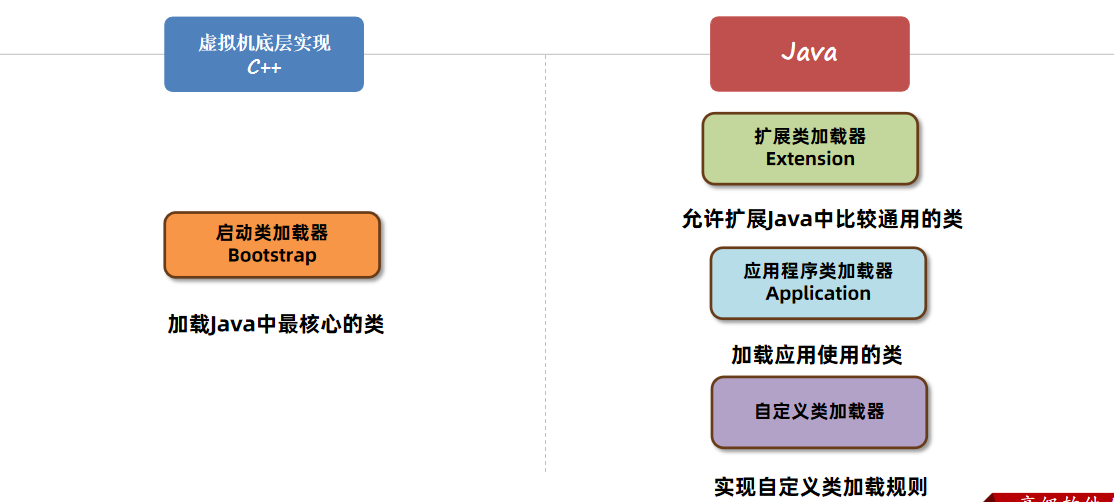 虚拟机底层实现
C++
Java
扩展类加载器
Extension
允许扩展Java中比较通用的类
启动类加载器
Bootstrap
加载Java中最核心的类
应用程序类加载器
Application
加载应用使用的类
自定义类加载器
实现自定义类加载规则